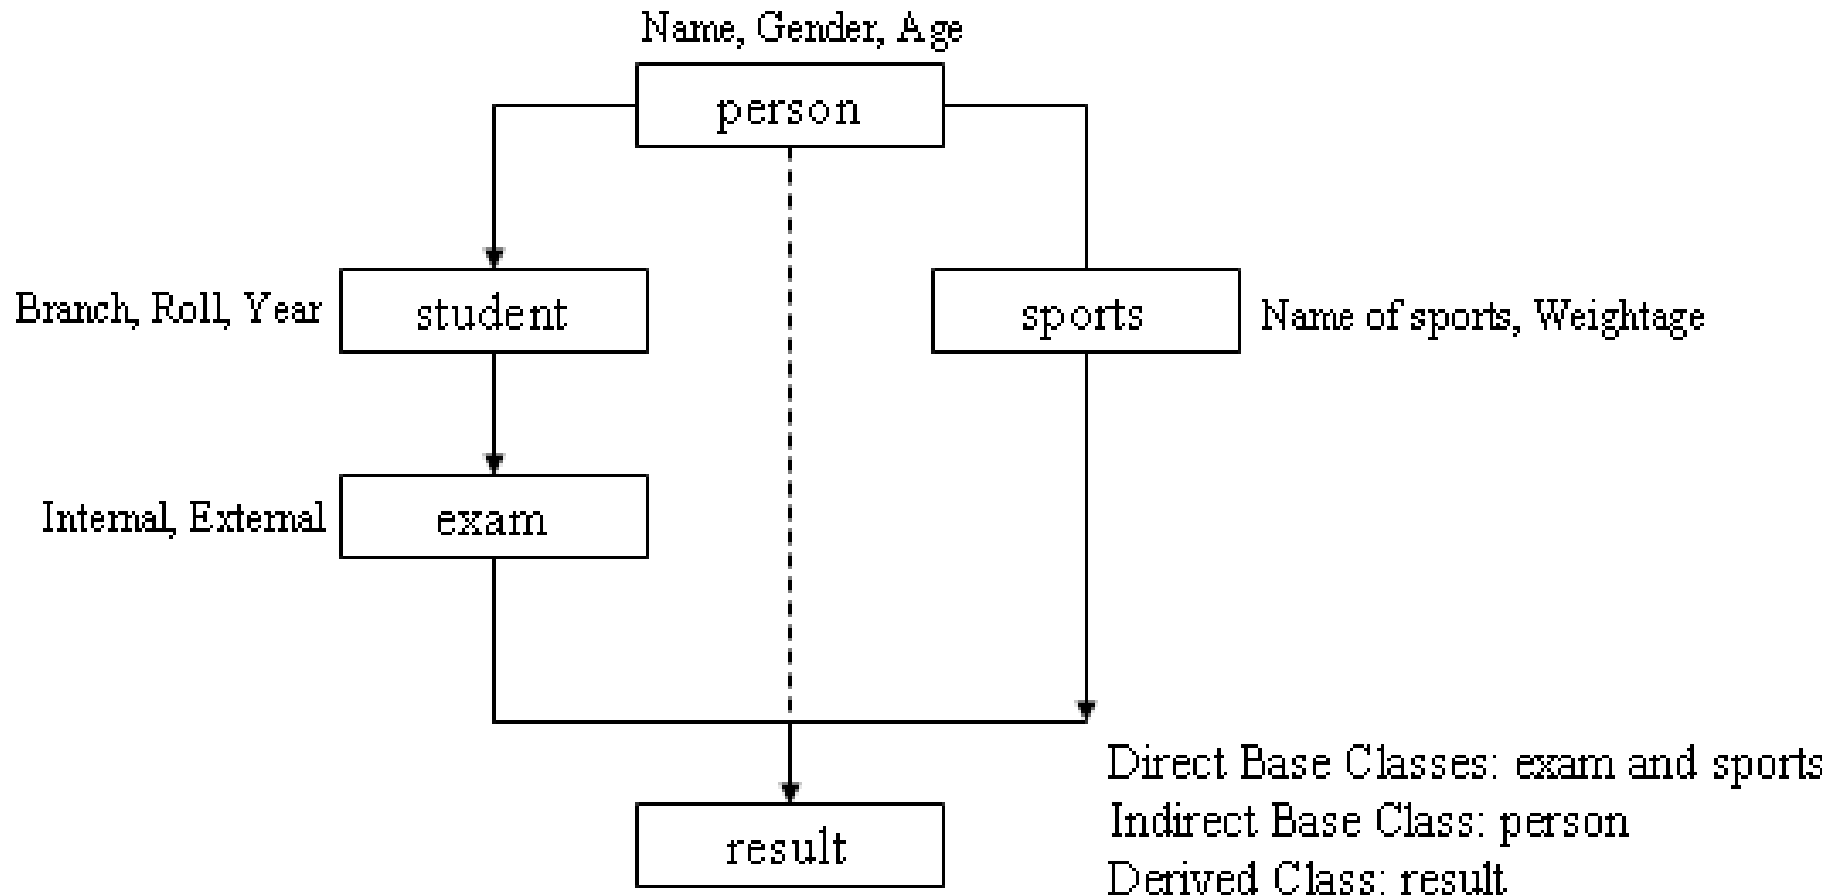 Name, Gender, Age
person
Branch, Roll, Year
student
sports
Name of sports, Weightage
Internal, External
exam
Direct Base Classes: exam and sports
Indirect Base Class: person
result
Derived Class: result